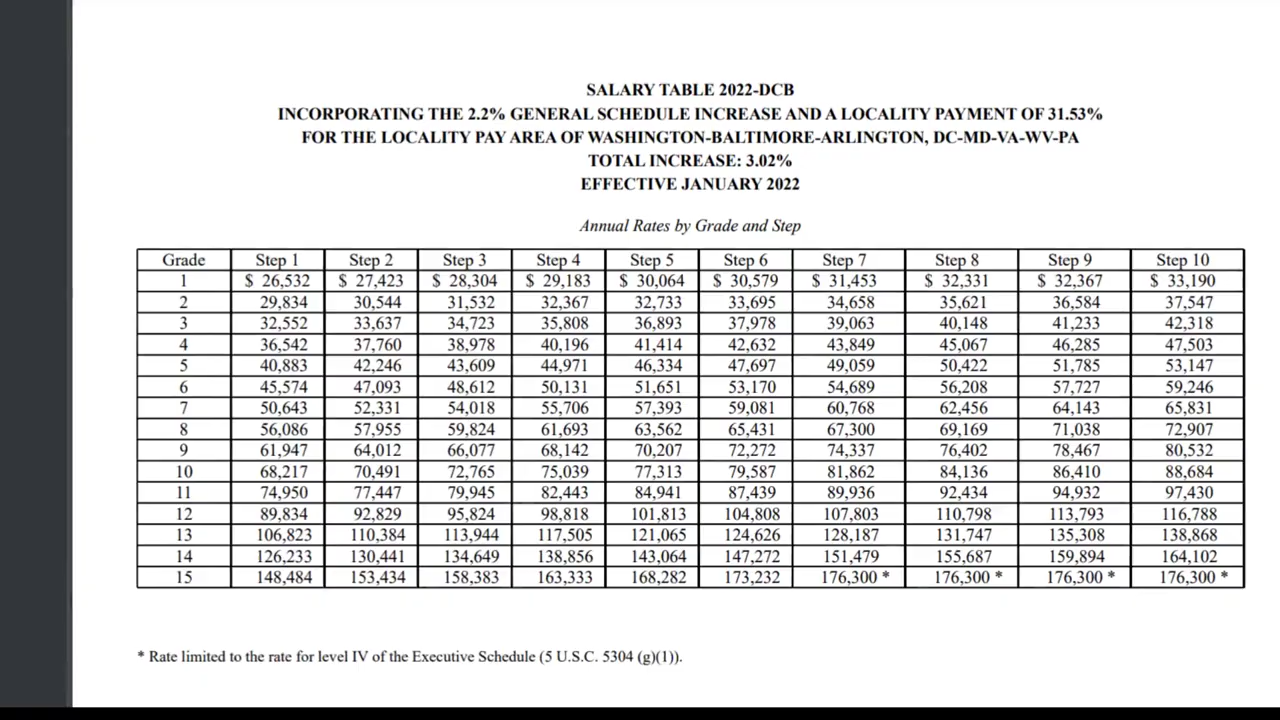 SALARY TABLE 2022-DCB
INCORPORATING THE 2.2% GENERAL SCHEDULE INCREASE AND A LOCALITY PAYMENT OF 31.53%
FOR THE LOCALITY PAY AREA OF WASHINGTON-BALTIMORE-ARLINGTON, DC-MD-VA-WV-PA
TOTAL INCREASE: 3.02%
EFFECTIVE JANUARY 2022
Annual Rates by Grade and Step
Grade Step 1 Step 2 Step 3 Step 4 Step 5 Step 6 Step 7 Step 8 Step 9 Step 10
1 $ 26,532 $ 27,423 $ 28,304 $ 29,183 $ 30,064 $ 30,579 $ 31,453 $ 32,331 $ 32,367 $ 33,190
2 29,834 30,544 31,532 32,367 32,733 33,695 34,658 35,621 36,584 37,547
3 32,552 33,637 34,723 35,808 36,893 37,978 39,063 40,148 41,233 42,318
4 36,542 37,760 38,978 40,196 41,414 42,632 43,849 45,067 46,285 47,503
5 40,883 42,246 43,609 44,971 46,334 47,697 49,059 50,422 51,785 53,147
6 45,574 47,093 48,612 50,131 51,651 53,170 54,689 56,208 57,727 59,246
7 50,643 52,331 54,018 55,706 57,393 59,081 60,768 62,456 64,143 65,831
8 56,086 57,955 59,824 61,693 63,562 65,431 67,300 69,169 71,038 72,907
9 61,947 64,012 66,077 68,142 70,207 72,272 74,337 76,402 78,467 80,532
10 68,217 70,491 72,765 75,039 77,313 79,587 81,862 84,136 86,410 88,684
11 74,950 77,447 79,945 82,443 84,941 87,439 89,936 92,434 94,932 97,430
12 89,834 92,829 95,824 98,818 101,813 104,808 107,803 110,798 113,793 116,788
13 106,823 110,384 113,944 117,505 121,065 124,626 128,187 131,747 135,308 138,868
14 126,233 130,441 134,649 138,856 143,064 147,272 151,479 155,687 159,894 164,102
15 148,484 153,434 158,383 163,333 168,282 173,232 176,300 * 176,300 * 176,300 * 176,300 *
* Rate limited to the rate for level IV of the Executive Schedule (5 U.S.C. 5304 (g)(1)).